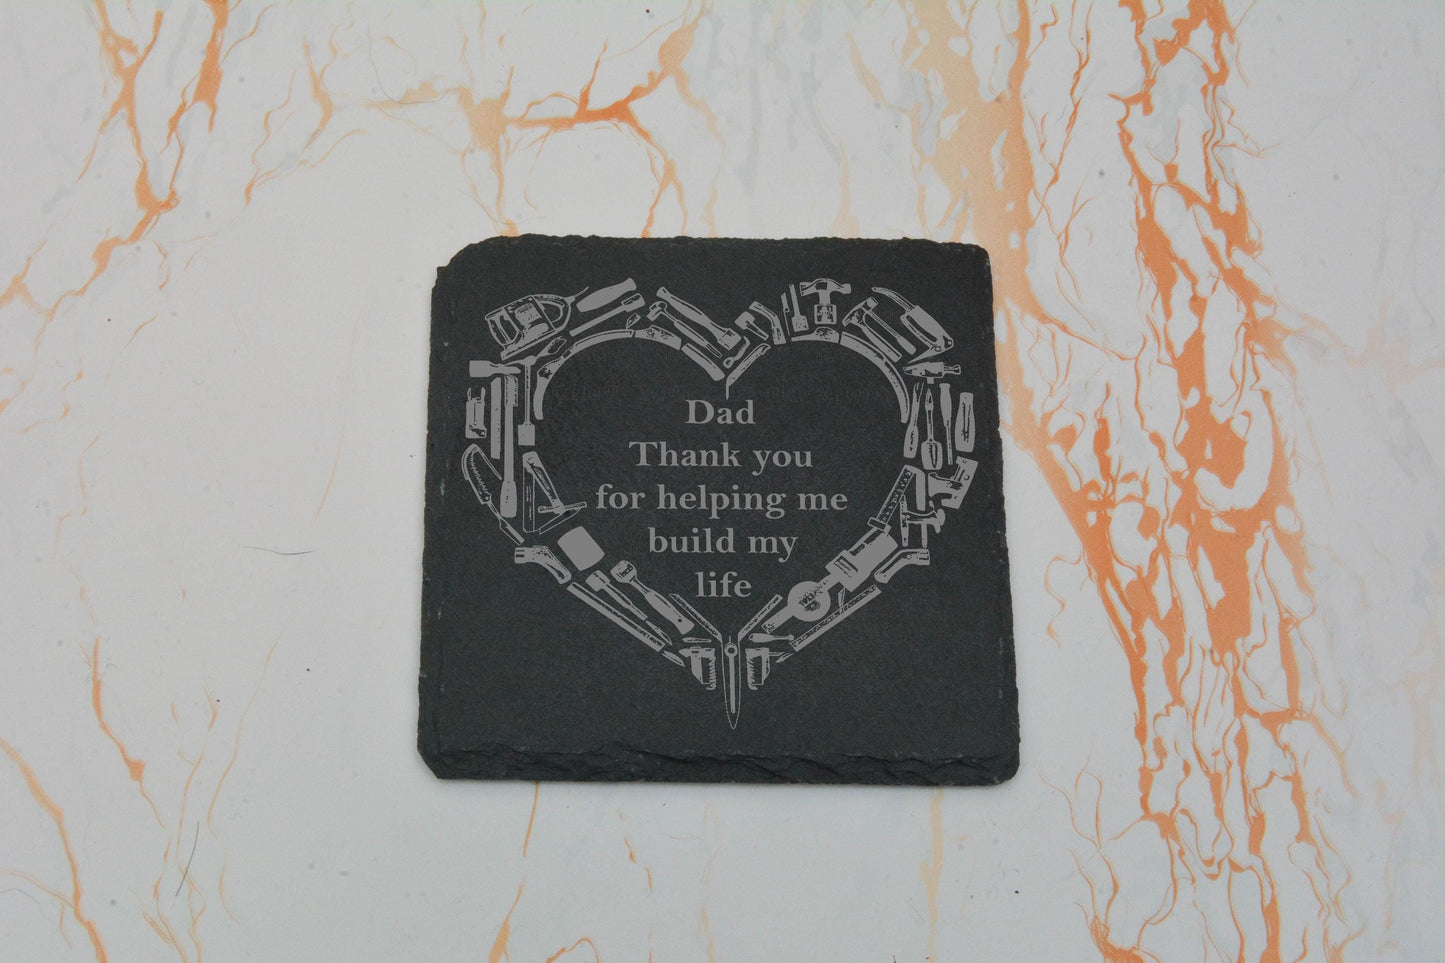 Dad
Thank you
for helping me
build my
life